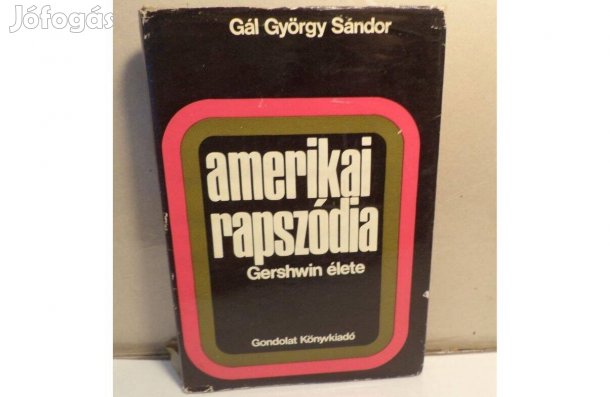 Jófogás
Gál György Sándor
amerikai
rapszódia
Gershwin élete
Gondolat Könyvkiadó